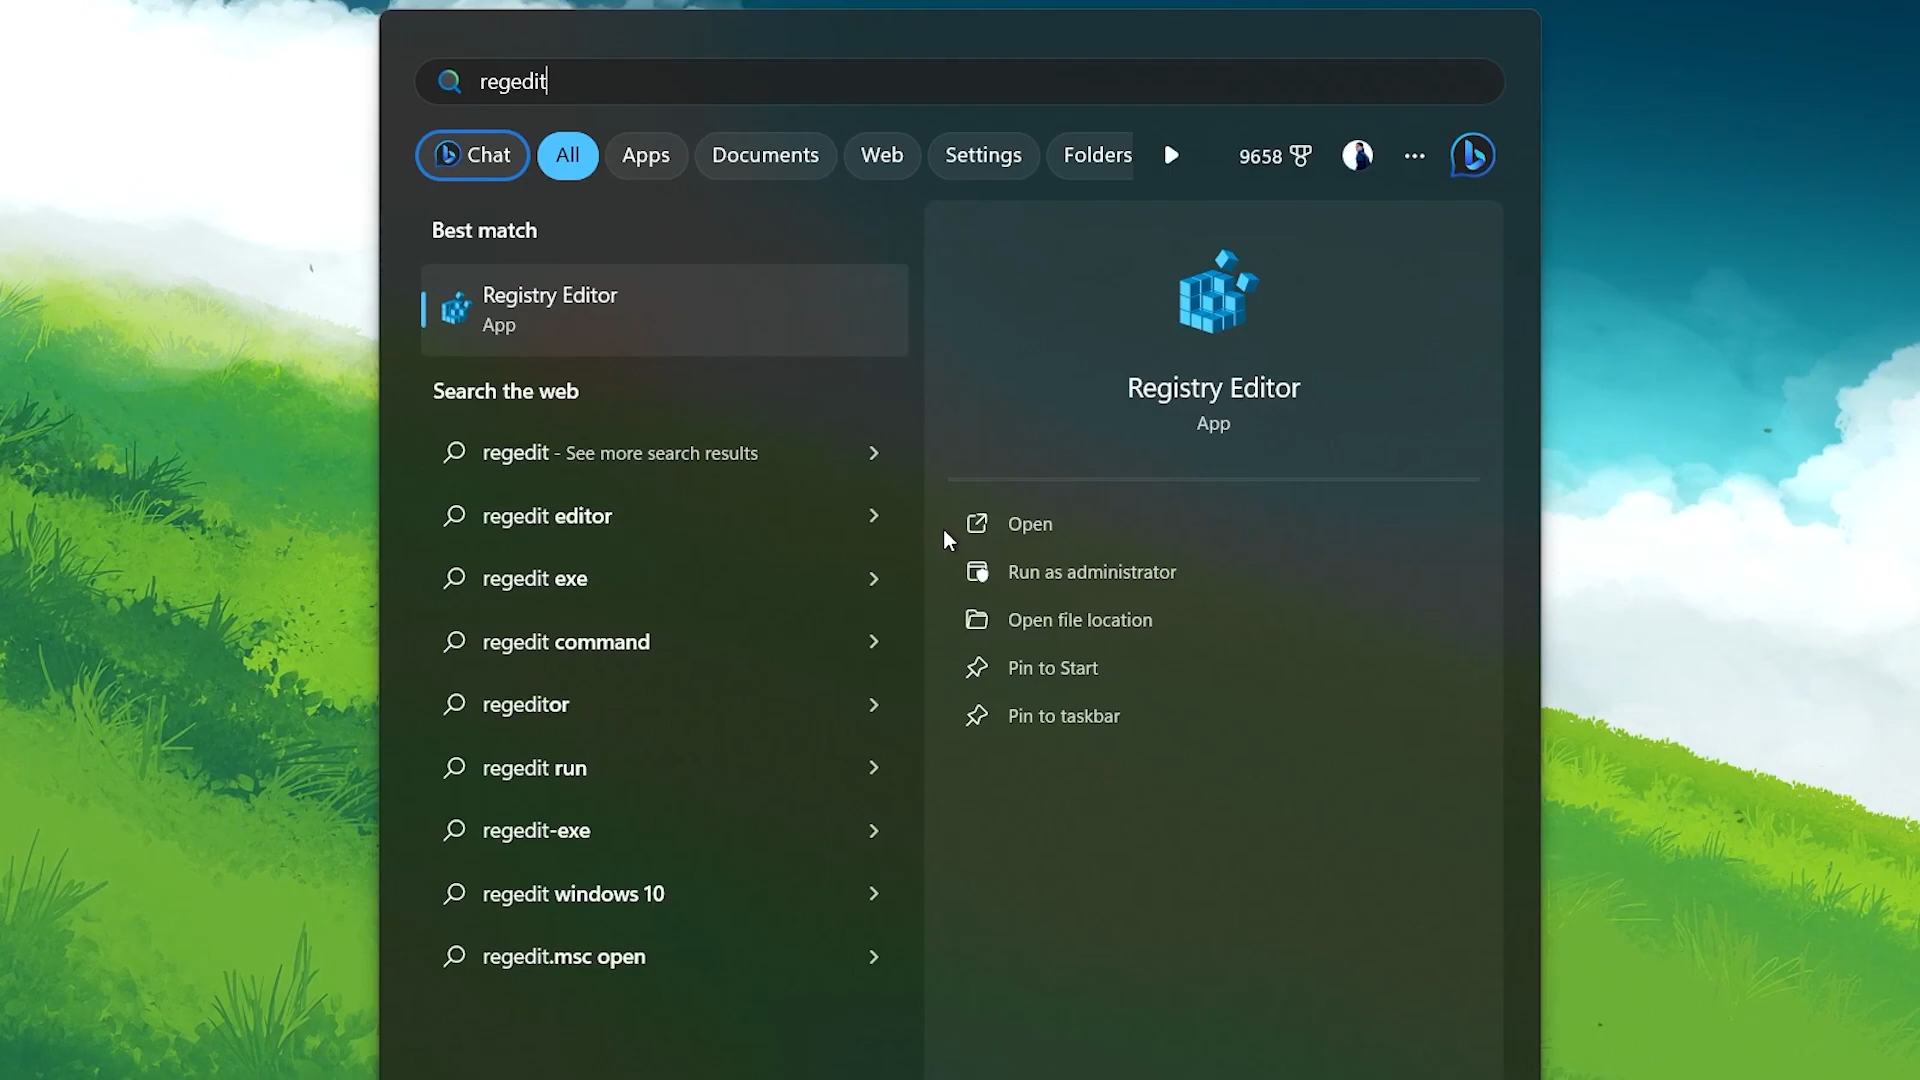 regedit
Chat All Apps Documents Web Settings Folders 9658
Best match
Registry Editor
App
Search the web
regedit - See more search results
regedit editor
regedit exe
regedit command
regeditor
regedit run
regedit-exe
regedit windows 10
regedit.msc open
Registry Editor
App
Open
Run as administrator
Open file location
Pin to Start
Pin to taskbar